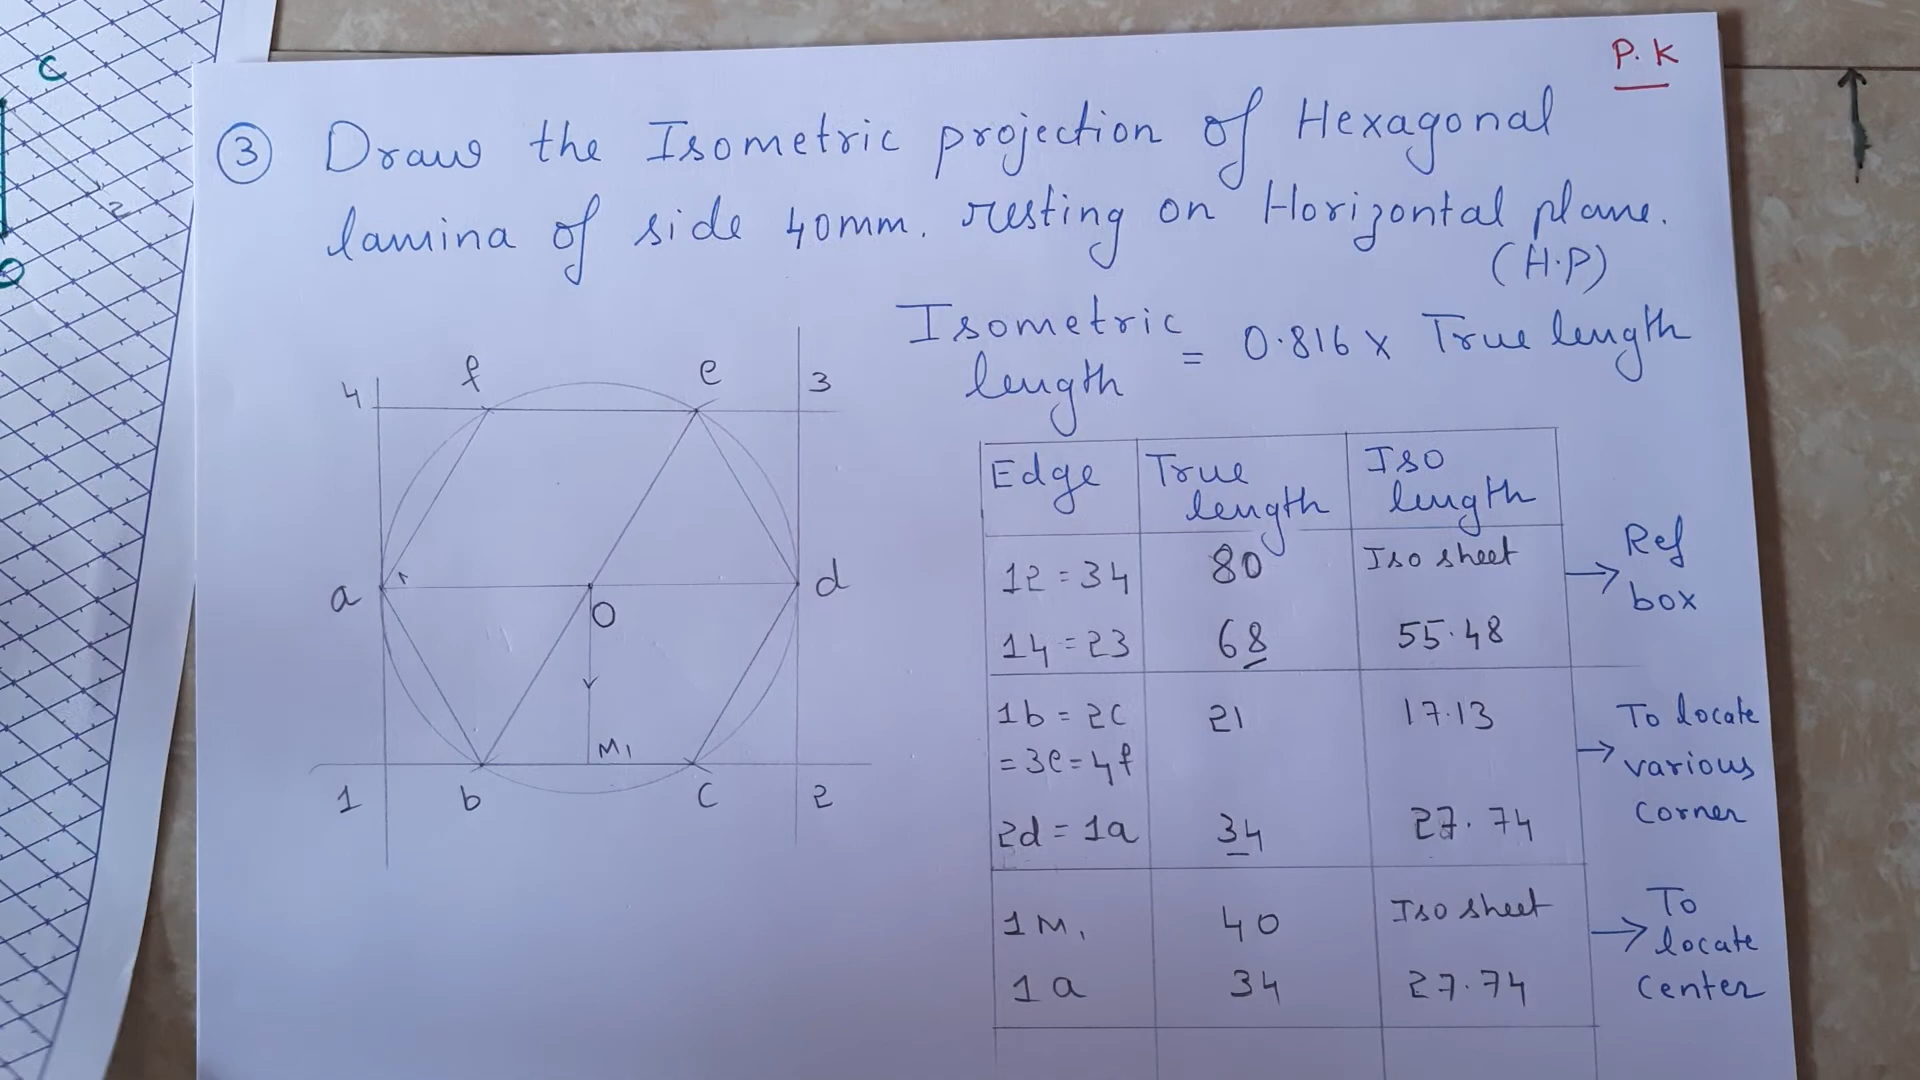 P.K
③ Draw the Isometric projection of Hexagonal
lamina of side 40mm. resting on Horizontal plane.
(H.P)
Isometric length = 0.816 x True length
4 f e 3
a O d
M1
1 b c 2
Edge True length Iso length
12 = 34 80 Iso sheet
14 = 23 68 55.48
→ Ref box
1b = 2c 21 17.13
= 3e = 4f
2d = 1a 34 27.74
→ To locate various corner
1M1 40 Iso sheet
1a 34 27.74
→ To locate center
C
2